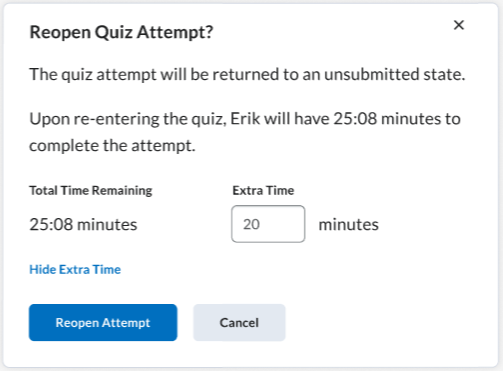 Reopen Quiz Attempt?
The quiz attempt will be returned to an unsubmitted state.
Upon re-entering the quiz, Erik will have 25:08 minutes to
complete the attempt.
Total Time Remaining
Extra Time
25:08 minutes
20 minutes
Hide Extra Time
Reopen Attempt
Cancel